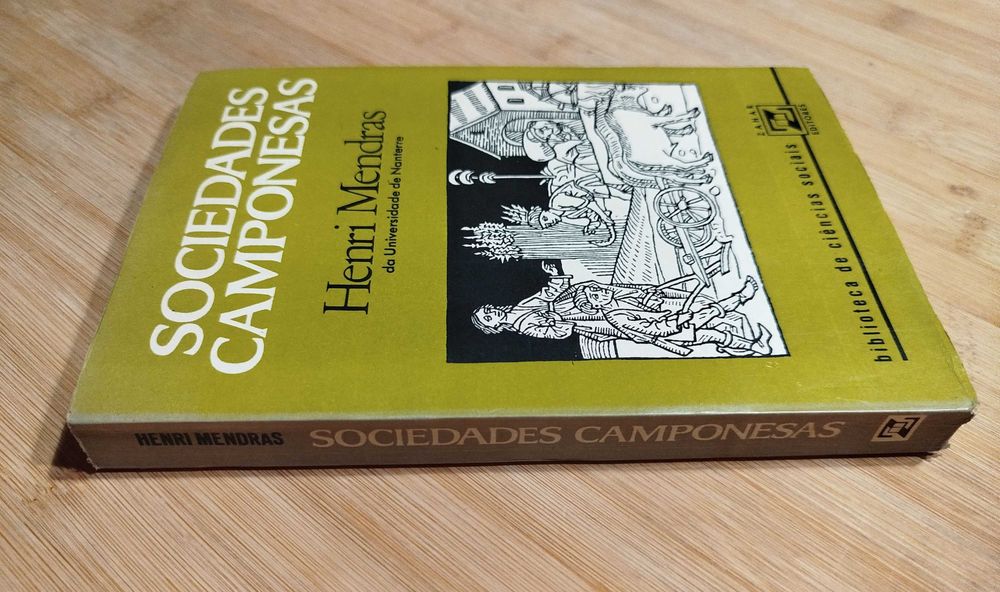 SOCIEDADES
CAMPONESAS
Henri Mendras
da Universidade de Nanterre
ZAHAR
EDITORES
biblioteca de ciências sociais
HENRI MENDRAS SOCIEDADES CAMPONESAS